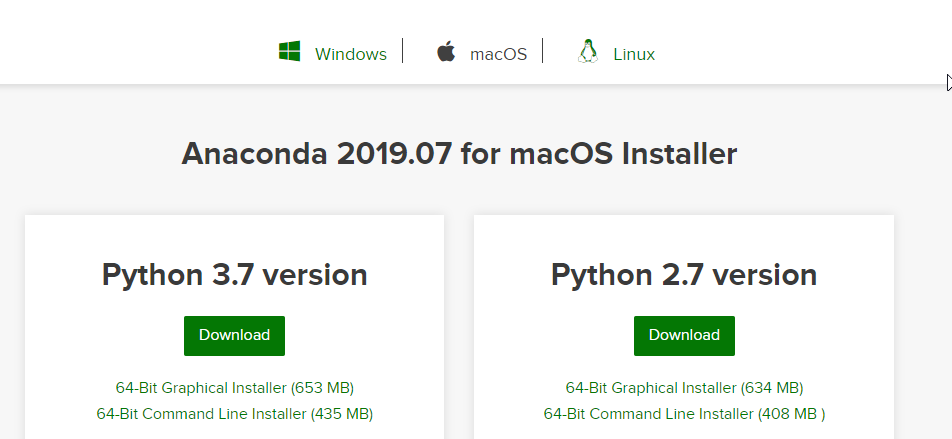 Windows macOS Linux
Anaconda 2019.07 for macOS Installer
Python 3.7 version
Download
64-Bit Graphical Installer (653 MB)
64-Bit Command Line Installer (435 MB)
Python 2.7 version
Download
64-Bit Graphical Installer (634 MB)
64-Bit Command Line Installer (408 MB )